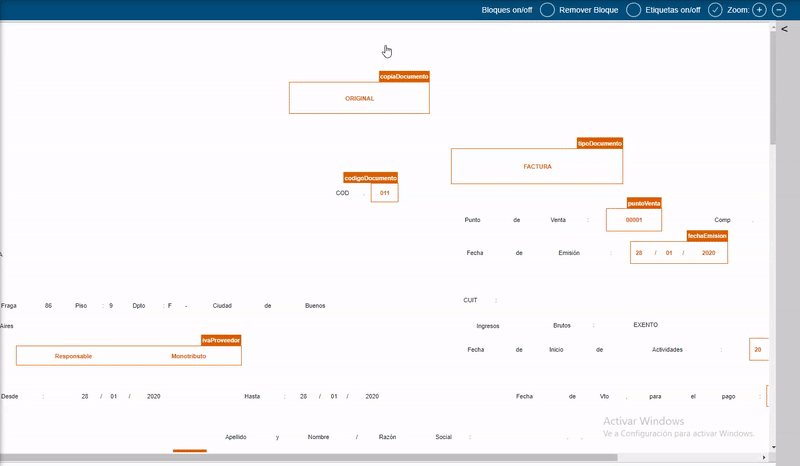 Bloques on/off Remover Bloque Etiquetas on/off Zoom: + −
<
copiaDocumento
ORIGINAL
tipoDocumento
FACTURA
codigoDocumento
COD . 011
puntoVenta
Punto de Venta : 00001 Comp .
fechaEmision
Fecha de Emisión : 28 / 01 / 2020
A
CUIT :
Fraga 86 Piso : 9 Dpto : F - Ciudad de Buenos
Aires
Ingresos Brutos : EXENTO
ivaProveedor
Responsable Monotributo
Fecha de Inicio de Actividades : 20
Desde : 28 / 01 / 2020 Hasta : 28 / 01 / 2020 Fecha de Vto . para el pago :
Activar Windows
Ve a Configuración para activar Windows.
Apellido y Nombre / Razón Social : , .